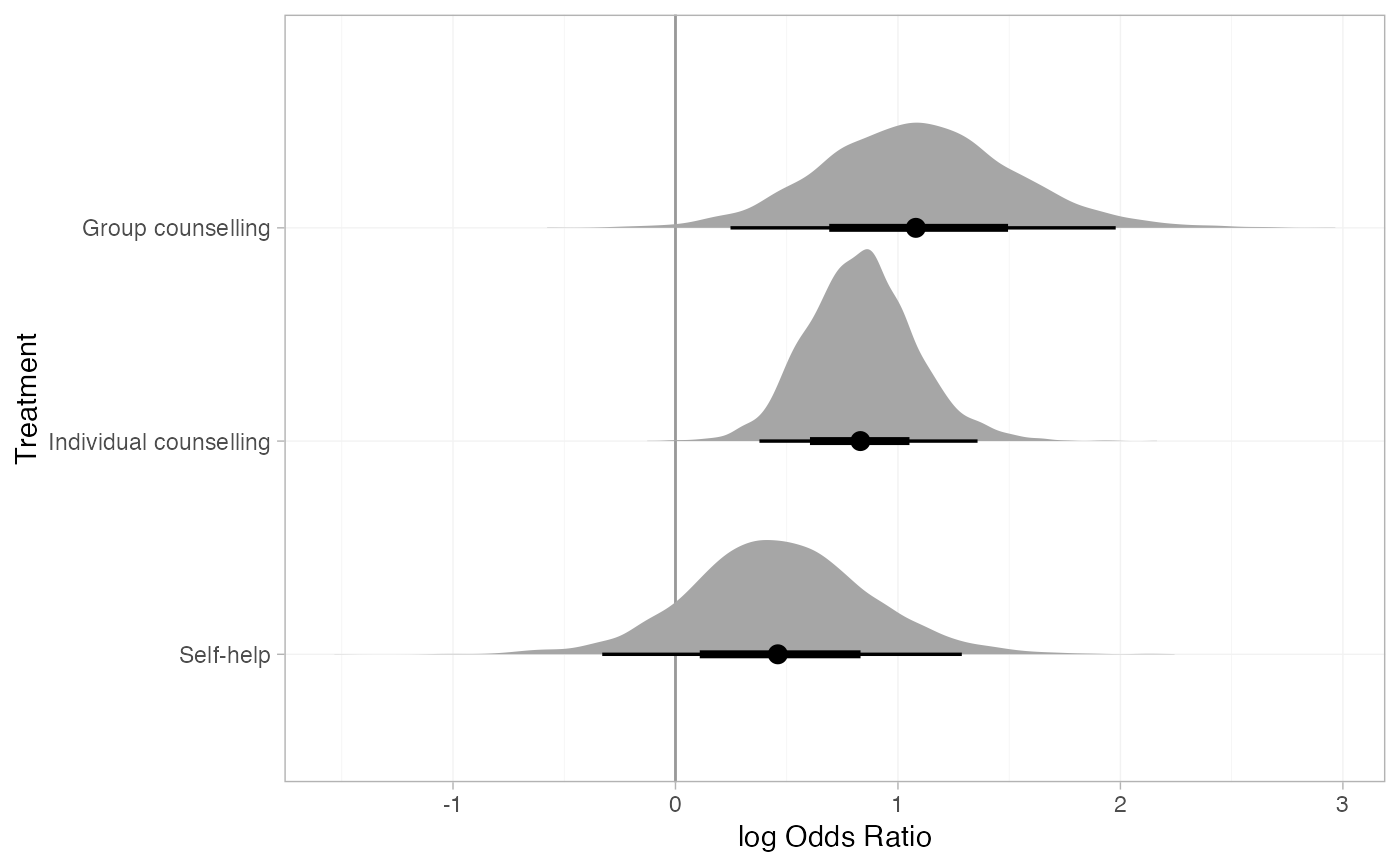 Treatment
Group counselling
Individual counselling
Self-help
-1 0 1 2 3
log Odds Ratio